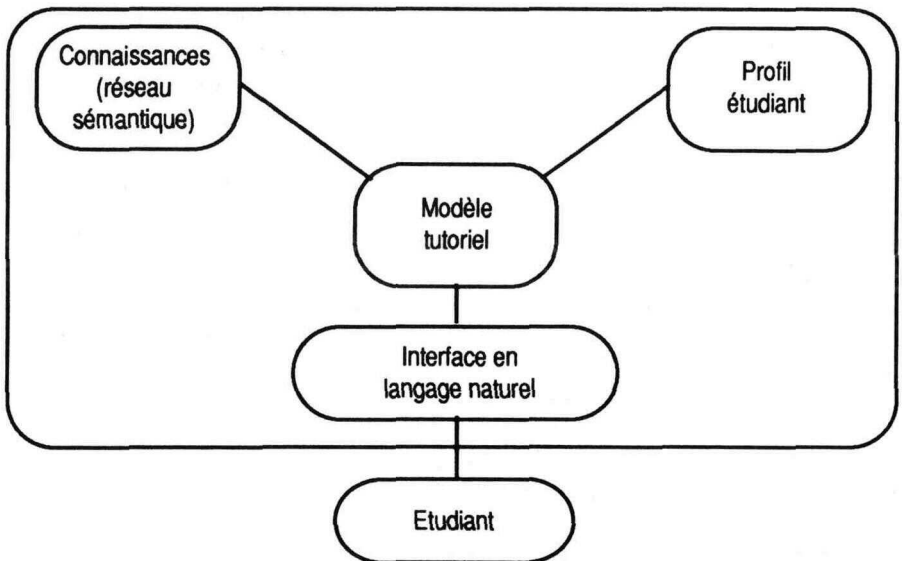 Connaissances
(réseau
sémantique)
Profil
étudiant
Modèle
tutoriel
Interface en
langage naturel
Etudiant